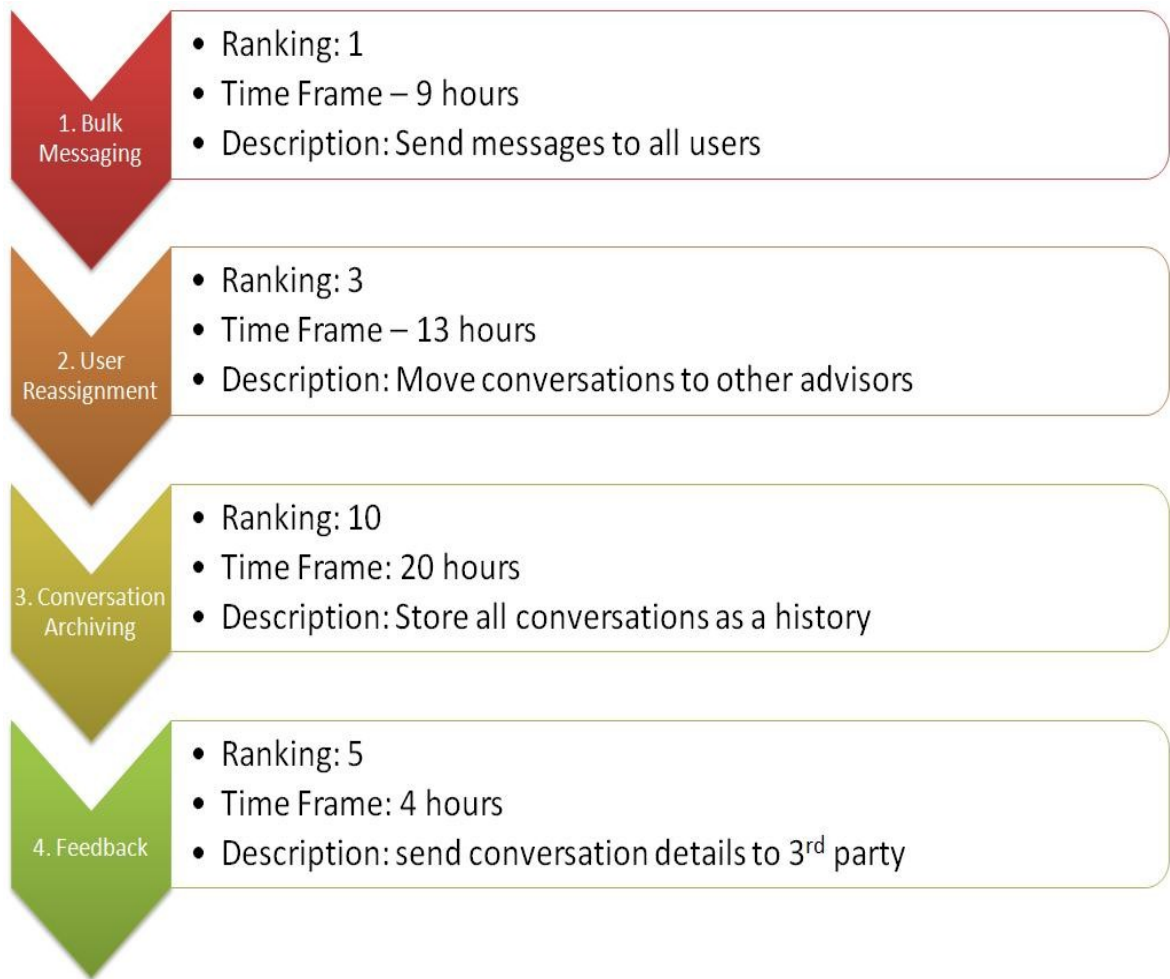 1. Bulk
Messaging
• Ranking: 1
• Time Frame – 9 hours
• Description: Send messages to all users
2. User
Reassignment
• Ranking: 3
• Time Frame – 13 hours
• Description: Move conversations to other advisors
3. Conversation
Archiving
• Ranking: 10
• Time Frame: 20 hours
• Description: Store all conversations as a history
4. Feedback
• Ranking: 5
• Time Frame: 4 hours
• Description: send conversation details to 3rd party